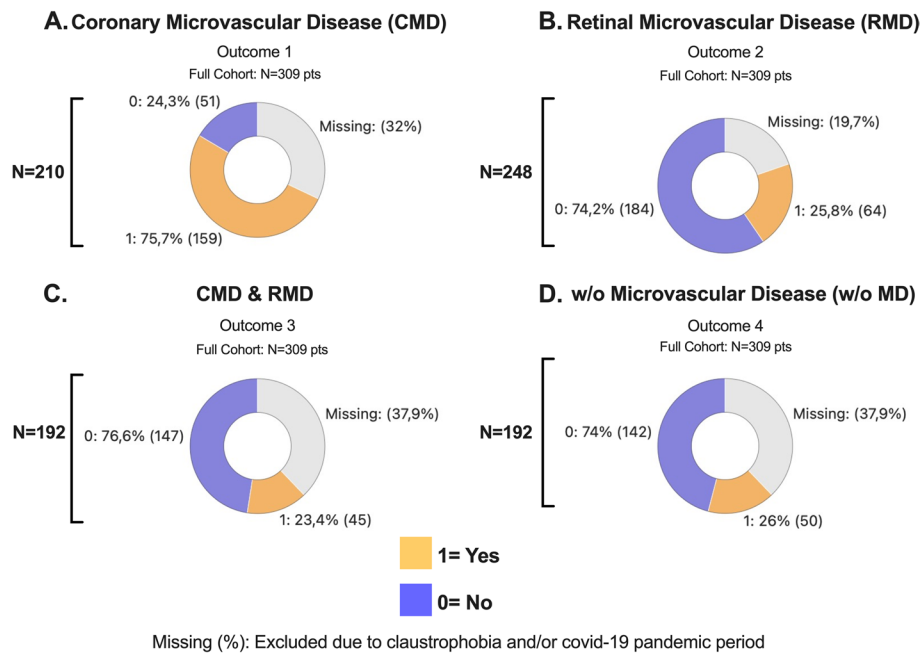 A. Coronary Microvascular Disease (CMD)
Outcome 1
Full Cohort: N=309 pts
0: 24,3% (51)
Missing: (32%)
N=210
1: 75,7% (159)
B. Retinal Microvascular Disease (RMD)
Outcome 2
Full Cohort: N=309 pts
Missing: (19,7%)
N=248
0: 74,2% (184)
1: 25,8% (64)
C. CMD & RMD
Outcome 3
Full Cohort: N=309 pts
Missing: (37,9%)
N=192
0: 76,6% (147)
1: 23,4% (45)
D. w/o Microvascular Disease (w/o MD)
Outcome 4
Full Cohort: N=309 pts
Missing: (37,9%)
N=192
0: 74% (142)
1: 26% (50)
1= Yes
0= No
Missing (%): Excluded due to claustrophobia and/or covid-19 pandemic period